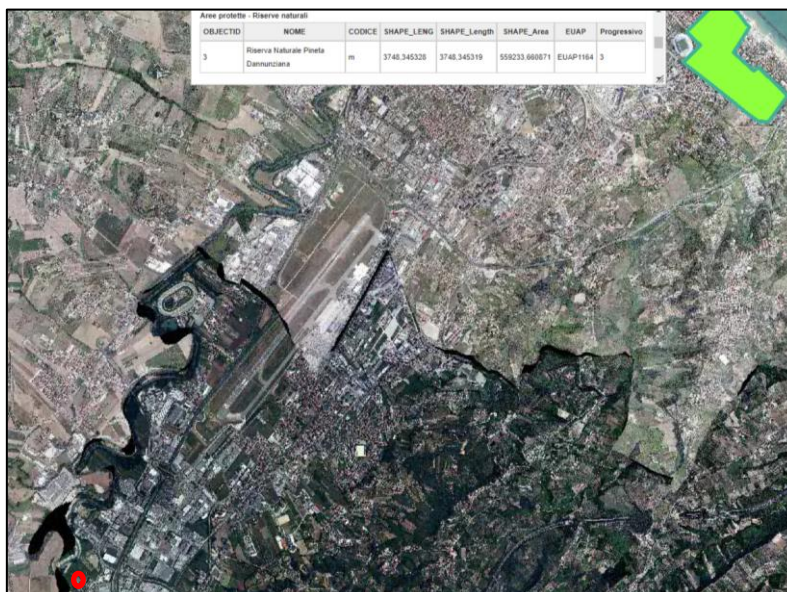 Aree protette - Riserve naturali
OBJECTID NOME CODICE SHAPE_LENG SHAPE_Length SHAPE_Area EUAP Progressivo
3 Riserva Naturale Pineta Dannunziana m 3748,345328 3748,345319 559233.660871 EUAP1164 3